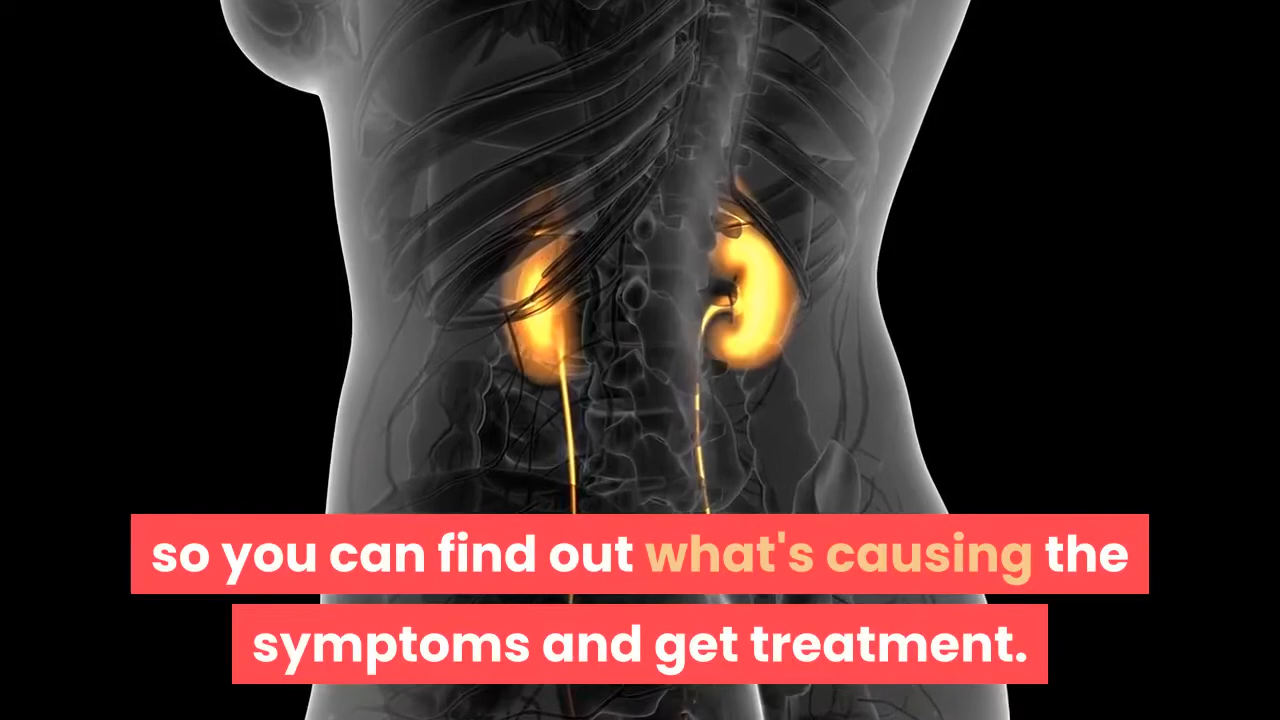 so you can find out what's causing the
symptoms and get treatment.